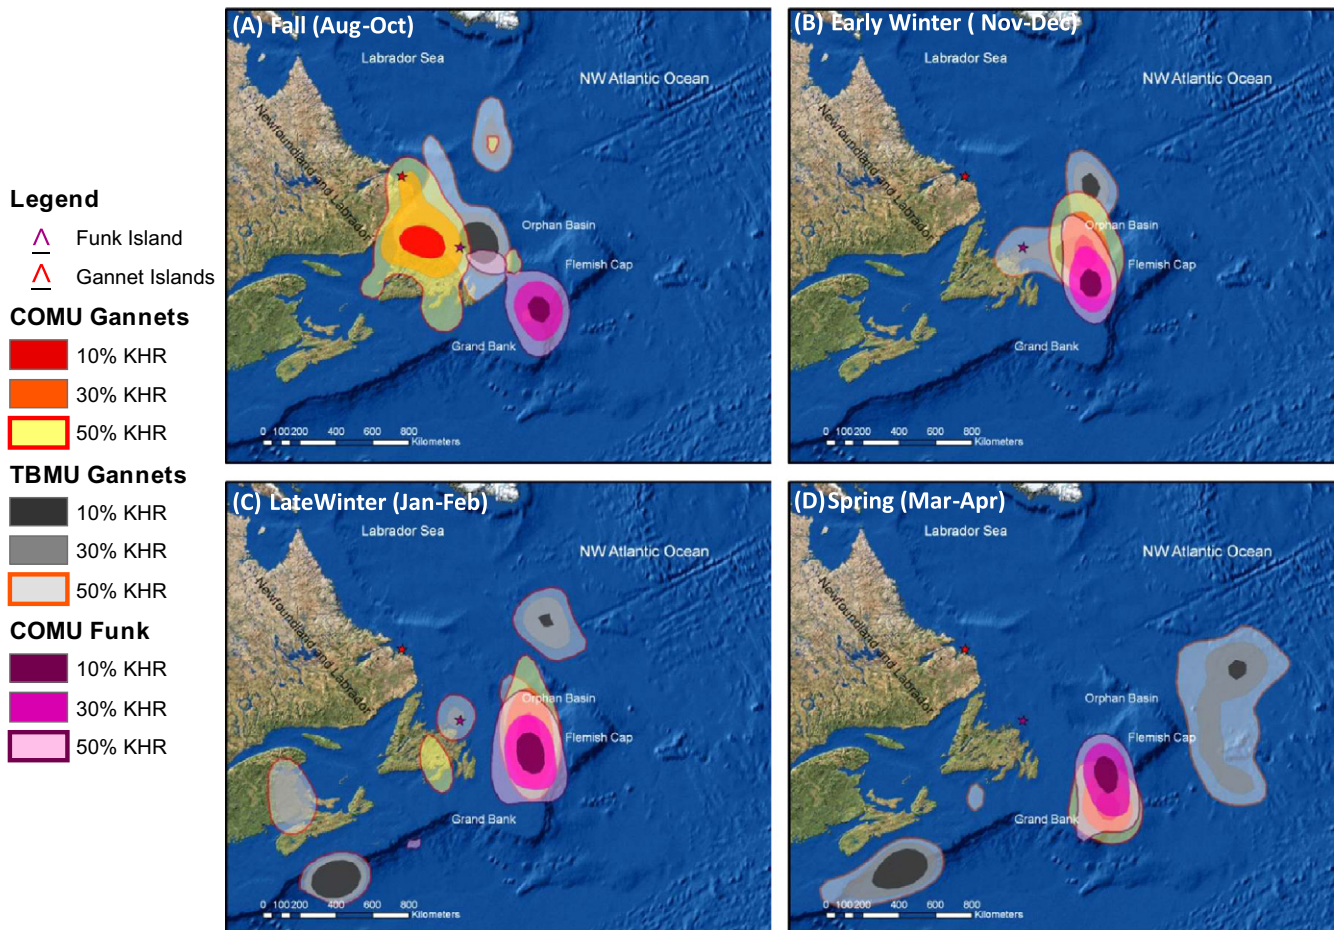 Legend
Funk Island
Gannet Islands
COMU Gannets
10% KHR
30% KHR
50% KHR
TBMU Gannets
10% KHR
30% KHR
50% KHR
COMU Funk
10% KHR
30% KHR
50% KHR
(A) Fall (Aug-Oct)
Labrador Sea
NW Atlantic Ocean
Newfoundland and Labrador
Orphan Basin
Flemish Cap
Grand Bank
0 100 200 400 600 800
Kilometers
(B) Early Winter ( Nov-Dec)
Labrador Sea
NW Atlantic Ocean
Newfoundland and Labrador
Orphan Basin
Flemish Cap
Grand Bank
0 100 200 400 600 800
Kilometers
(C) LateWinter (Jan-Feb)
Labrador Sea
NW Atlantic Ocean
Newfoundland and Labrador
Orphan Basin
Flemish Cap
Grand Bank
0 100 200 400 600 800
Kilometers
(D) Spring (Mar-Apr)
Labrador Sea
NW Atlantic Ocean
Newfoundland and Labrador
Orphan Basin
Flemish Cap
Grand Bank
0 100 200 400 600 800
Kilometers